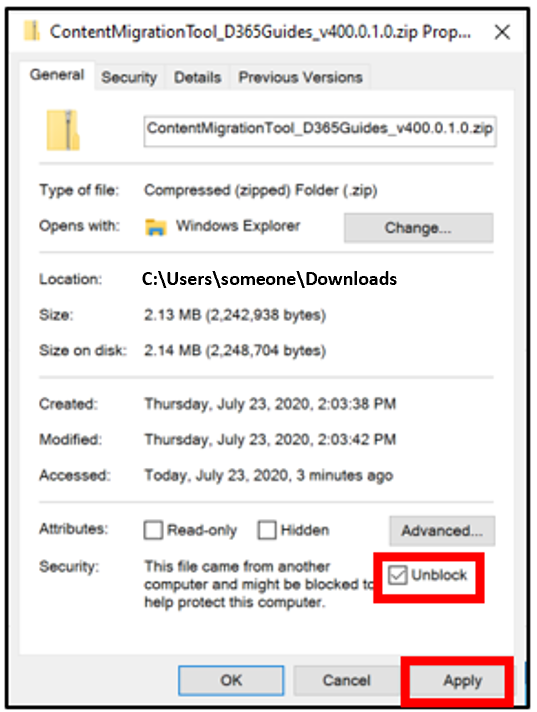 ContentMigrationTool_D365Guides_v400.0.1.0.zip Prop...
General Security Details Previous Versions
ContentMigrationTool_D365Guides_v400.0.1.0.zip
Type of file: Compressed (zipped) Folder (.zip)
Opens with: Windows Explorer Change...
Location: C:\Users\someone\Downloads
Size: 2.13 MB (2,242,938 bytes)
Size on disk: 2.14 MB (2,248,704 bytes)
Created: Thursday, July 23, 2020, 2:03:38 PM
Modified: Thursday, July 23, 2020, 2:03:42 PM
Accessed: Today, July 23, 2020, 3 minutes ago
Attributes: Read-only Hidden Advanced...
Security: This file came from another
computer and might be blocked to
help protect this computer.
Unblock
OK Cancel Apply